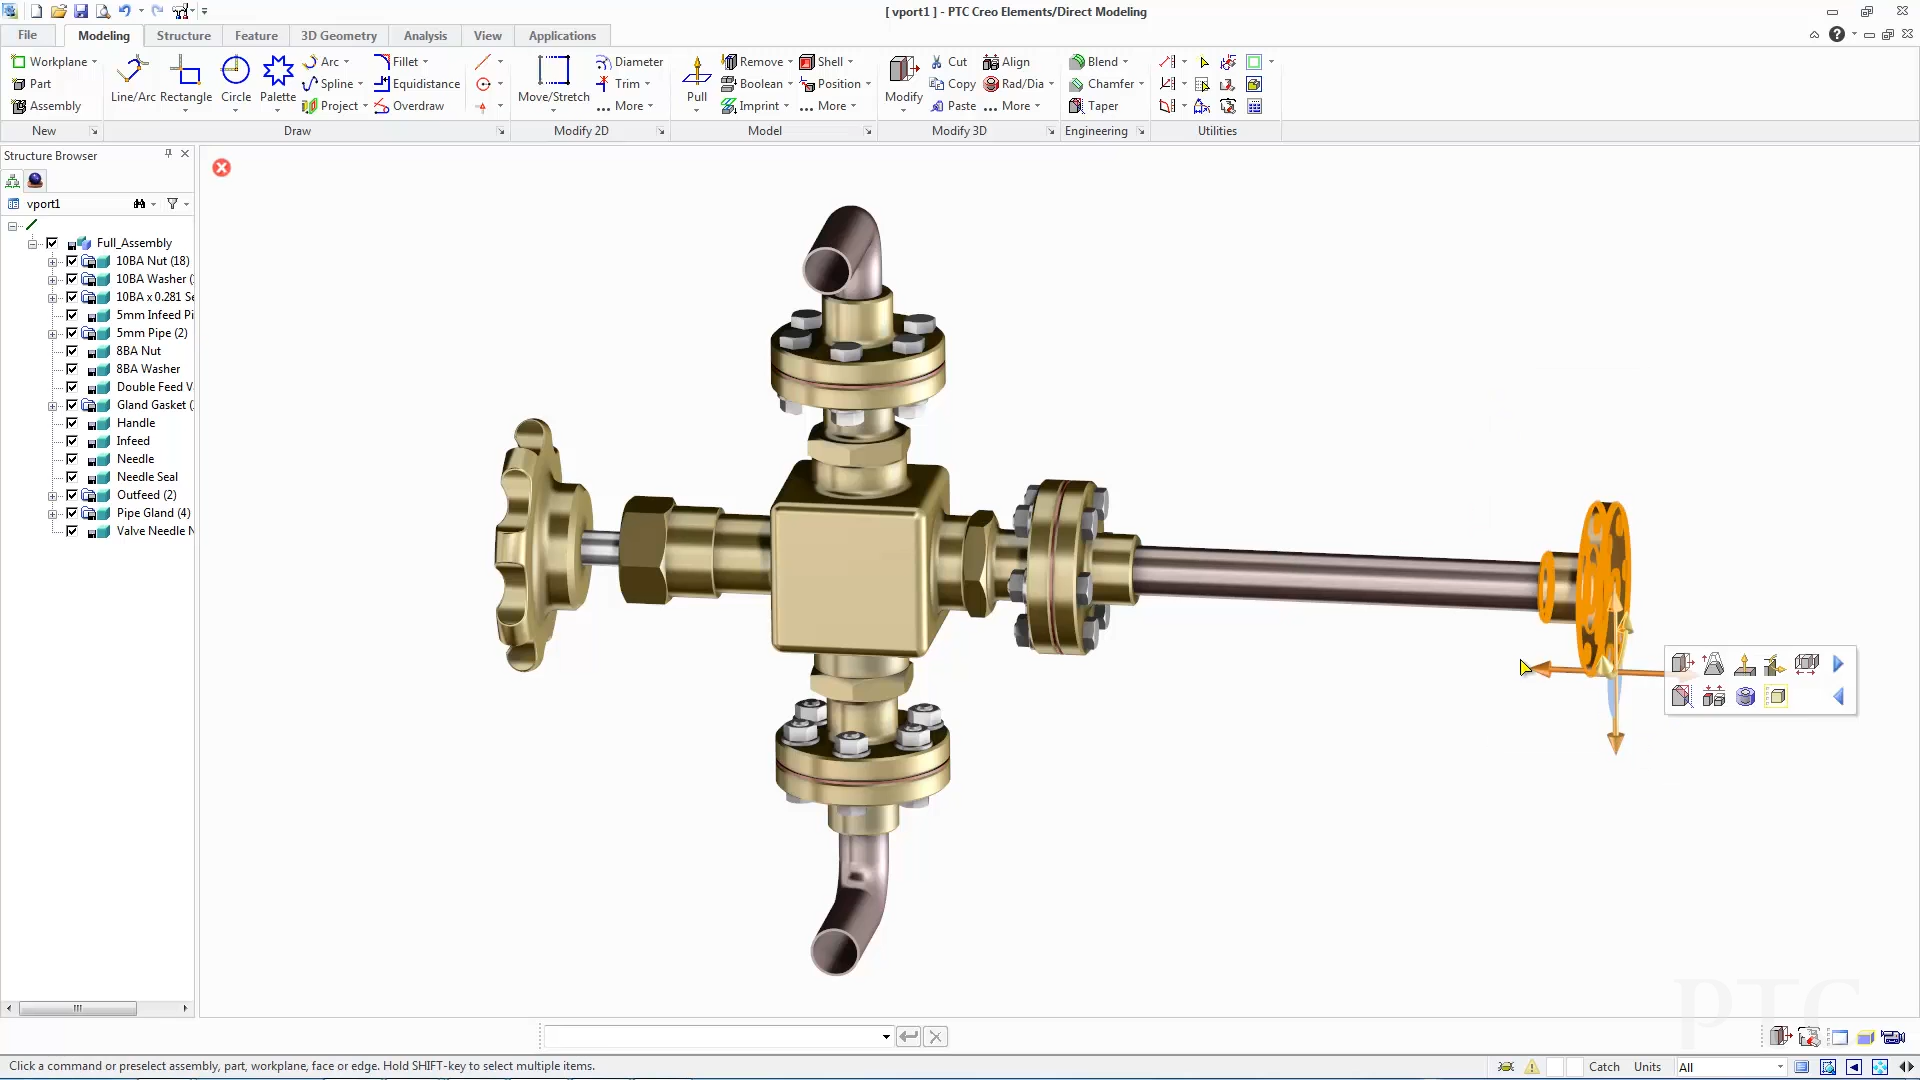 [ vport1 ] - PTC Creo Elements/Direct Modeling
File Modeling Structure Feature 3D Geometry Analysis View Applications
Workplane Line/Arc Rectangle Circle Palette Arc Fillet Move/Stretch Diameter Pull Remove Shell Modify Cut Align Blend
Part Spline Equidistance Trim Boolean Position Copy Rad/Dia Chamfer
Assembly Project Overdraw More Imprint More Paste More Taper
New Draw Modify 2D Model Modify 3D Engineering Utilities
Structure Browser
vport1
Full_Assembly
10BA Nut (18)
10BA Washer (
10BA x 0.281 Se
5mm Infeed Pi
5mm Pipe (2)
8BA Nut
8BA Washer
Double Feed V
Gland Gasket (
Handle
Infeed
Needle
Needle Seal
Outfeed (2)
Pipe Gland (4)
Valve Needle N
PTC
Click a command or preselect assembly, part, workplane, face or edge. Hold SHIFT-key to select multiple items. Catch Units All